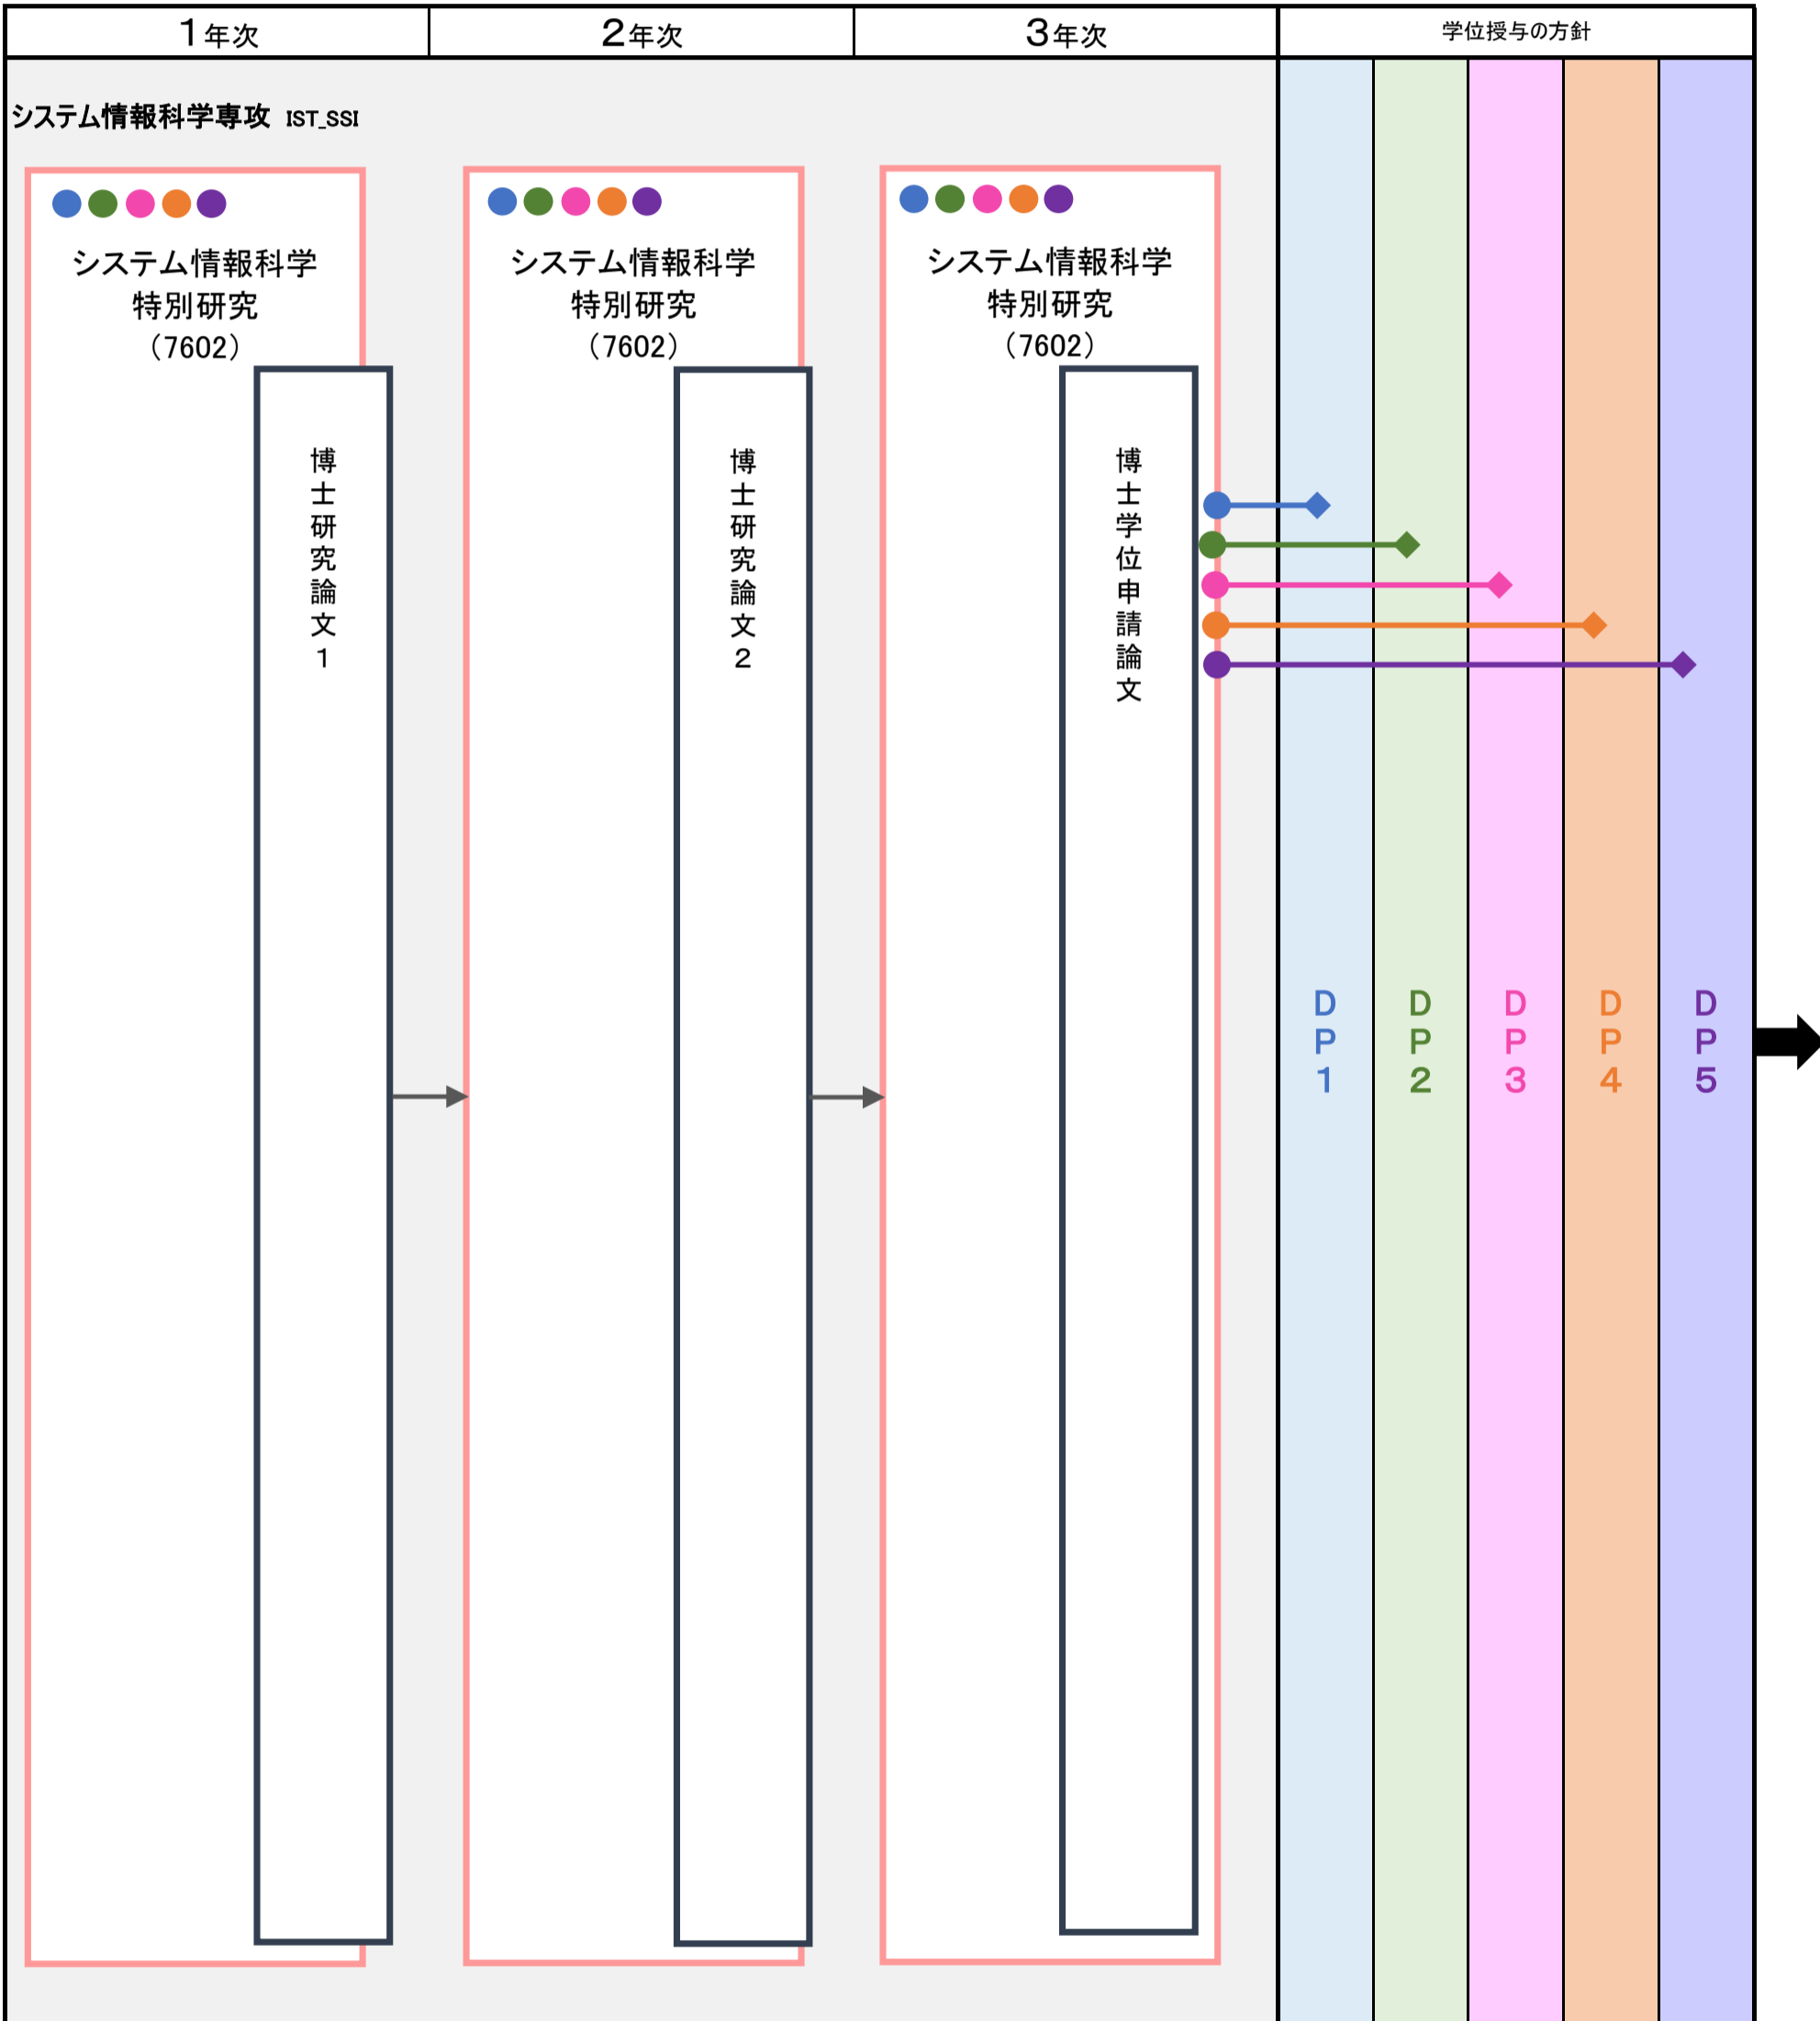 1年次
2年次
3年次
学位授与の方針
システム情報科学専攻 IST_SSI
システム情報科学
特別研究
(7602)
博士研究論文1
システム情報科学
特別研究
(7602)
博士研究論文2
システム情報科学
特別研究
(7602)
博士学位申請論文
DP1
DP2
DP3
DP4
DP5